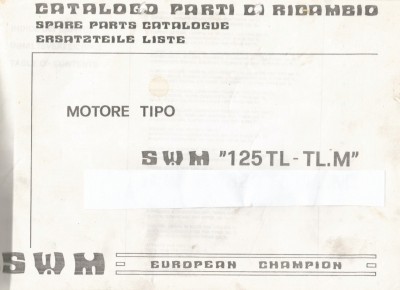 CATALOGO PARTI DI RICAMBIO
SPARE PARTS CATALOGUE
ERSATZTEILE LISTE
MOTORE TIPO
SWM "125 TL - TL.M"
SWM EUROPEAN CHAMPION